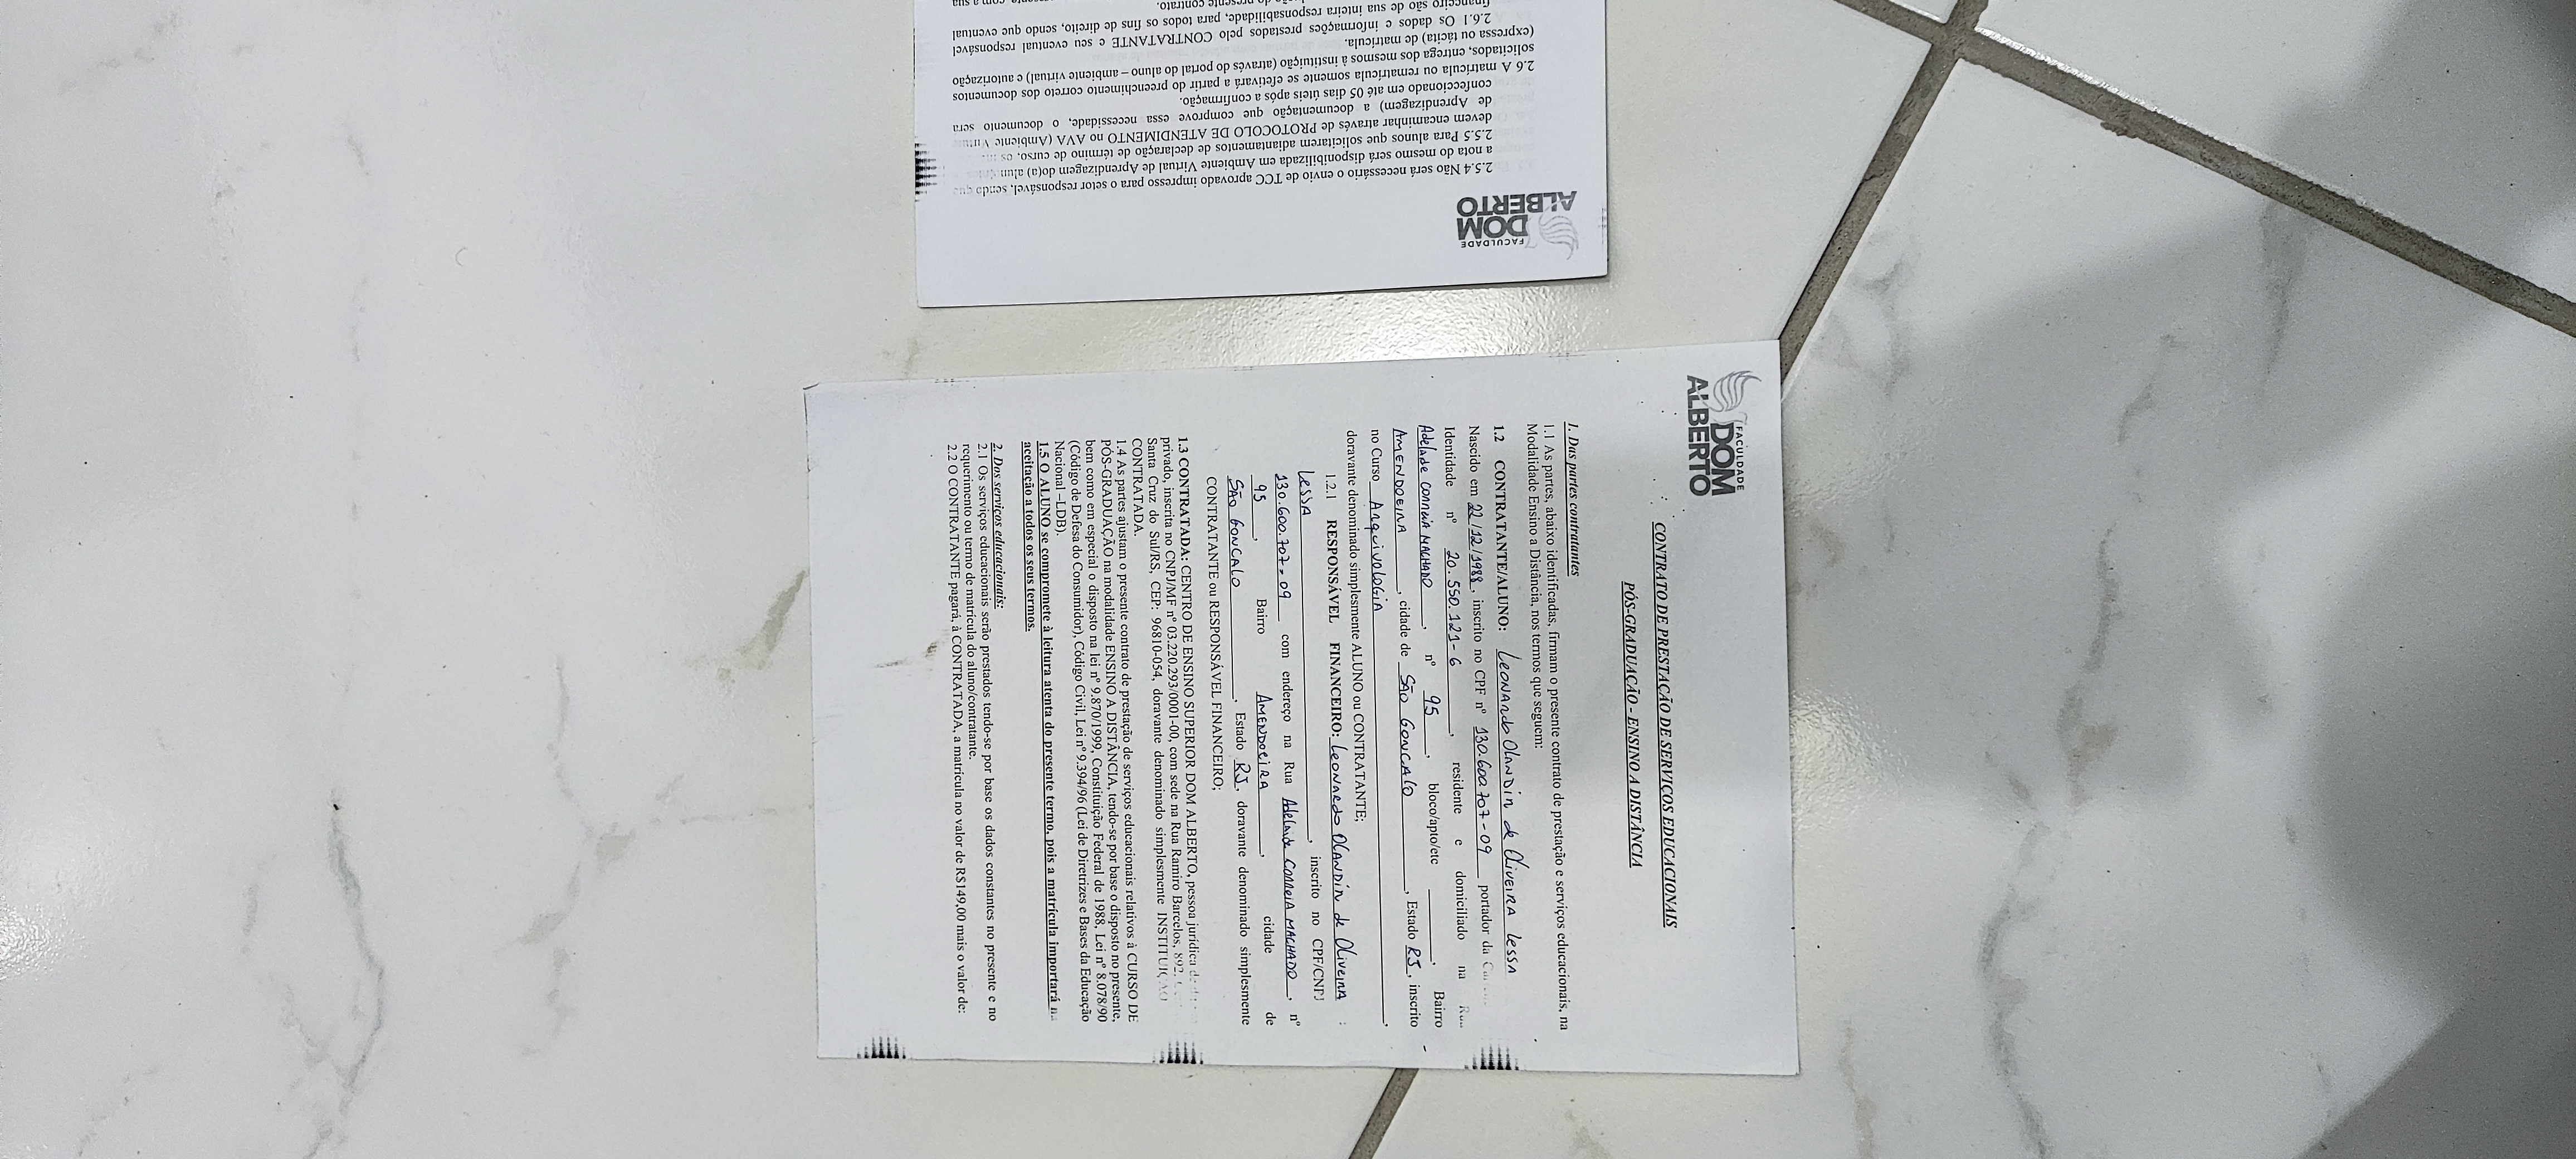 FACULDADE
DOM
ALBERTO
CONTRATO DE PRESTAÇÃO DE SERVIÇOS EDUCACIONAIS
PÓS-GRADUAÇÃO - ENSINO A DISTÂNCIA
1. Das partes contratantes
1.1 As partes, abaixo identificadas, firmam o presente contrato de prestação e serviços educacionais, na
Modalidade Ensino a Distância, nos termos que seguem:
1.2 CONTRATANTE/ALUNO: Leonardo Olandin de Oliveira Lessa
Nascido em 22/12/1988, inscrito no CPF nº 130.600.707-09 portador da
Identidade nº 20.550.121-6, residente e domiciliado na Rua
Adelaide Correia Machado, nº 95, bloco/apto/etc ____, Bairro
Amendoeira, cidade de São Gonçalo, Estado RJ, inscrito
no Curso Arquivologia,
doravante denominado simplesmente ALUNO ou CONTRATANTE;
1.2.1 RESPONSÁVEL FINANCEIRO: Leonardo Olandin de Oliveira :
Lessa, inscrito no CPF/CNPJ
130.600.707-09 com endereço na Rua Adelaide Correia Machado, nº
95, Bairro Amendoeira, cidade de
São Gonçalo, Estado RJ, doravante denominado simplesmente
CONTRATANTE ou RESPONSÁVEL FINANCEIRO;
1.3 CONTRATADA: CENTRO DE ENSINO SUPERIOR DOM ALBERTO, pessoa jurídica de
privado, inscrita no CNPJ/MF nº 03.220.293/0001-00, com sede na Rua Ramiro Barcelos, 892,
Santa Cruz do Sul/RS, CEP: 96810-054, doravante denominado simplesmente INSTITUIÇÃO
CONTRATADA.
1.4 As partes ajustam o presente contrato de prestação de serviços educacionais relativos à CURSO DE
PÓS-GRADUAÇÃO na modalidade ENSINO A DISTÂNCIA, tendo-se por base o disposto no presente,
bem como em especial o disposto na lei nº 9.870/1999, Constituição Federal de 1988, Lei nº 8.078/90
(Código de Defesa do Consumidor), Código Civil, Lei nº 9.394/96 (Lei de Diretrizes e Bases da Educação
Nacional –LDB).
1.5 O ALUNO se compromete à leitura atenta do presente termo, pois a matrícula importará na
aceitação a todos os seus termos.
2. Dos serviços educacionais:
2.1 Os serviços educacionais serão prestados tendo-se por base os dados constantes no presente e no
requerimento ou termo de matrícula do aluno/contratante.
2.2 O CONTRATANTE pagará, à CONTRATADA, a matrícula no valor de R$149,00 mais o valor de:
FACULDADE
DOM
ALBERTO
2.5.4 Não será necessário o envio de TCC aprovado impresso para o setor responsável, sendo que
a nota do mesmo será disponibilizada em Ambiente Virtual de Aprendizagem do(a) aluno
2.5.5 Para alunos que solicitarem adiantamentos de declaração de término de curso, os
devem encaminhar através de PROTOCOLO DE ATENDIMENTO no AVA (Ambiente Virtual
de Aprendizagem) a documentação que comprove essa necessidade, o documento será
confeccionado em até 05 dias úteis após a confirmação.
2.6 A matrícula ou rematrícula somente se efetivará a partir do preenchimento correto dos documentos
solicitados, entrega dos mesmos à instituição (através do portal do aluno – ambiente virtual) e autorização
(expressa ou tácita) de matrícula.
2.6.1 Os dados e informações prestados pelo CONTRATANTE e seu eventual responsável
financeiro são de sua inteira responsabilidade, para todos os fins de direito, sendo que eventual
do presente contrato.